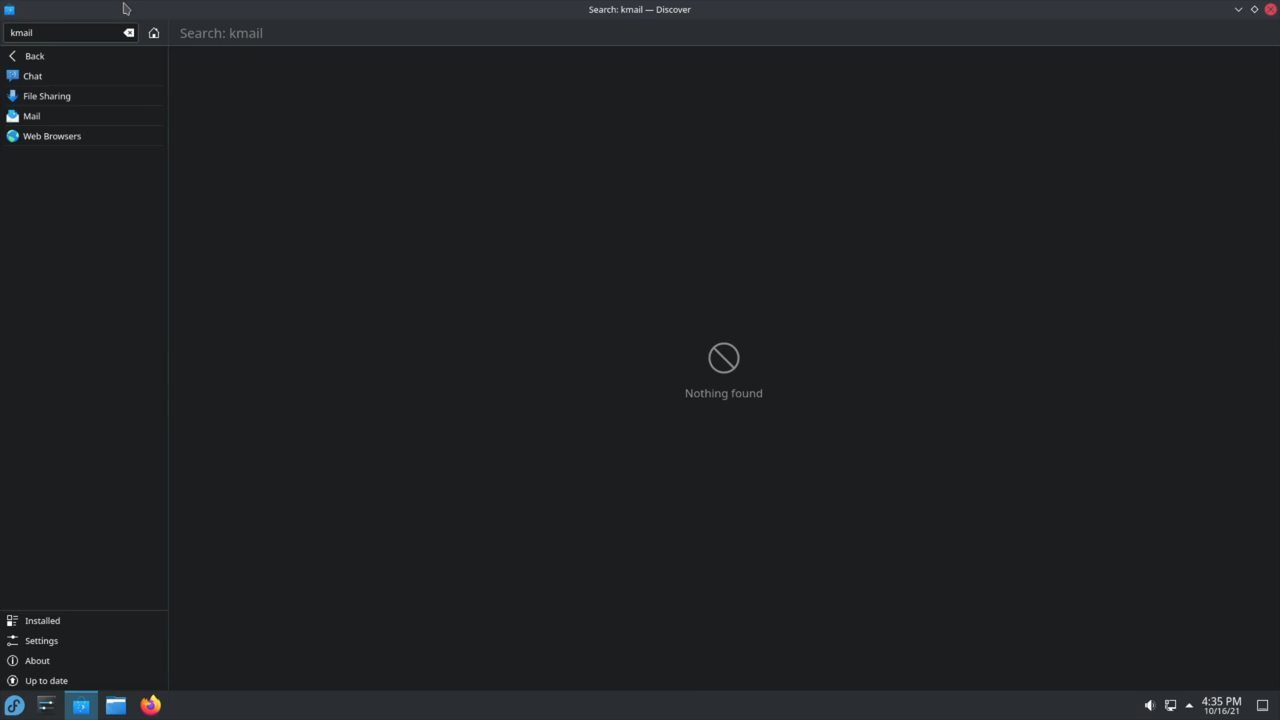 Search: kmail — Discover
kmail
Search: kmail
Back
Chat
File Sharing
Mail
Web Browsers
Nothing found
Installed
Settings
About
Up to date
4:35 PM
10/16/21